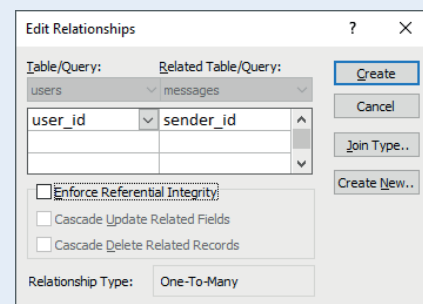 Edit Relationships ? ✕
Table/Query: Related Table/Query:
users messages
user_id sender_id
Create
Cancel
Join Type..
Create New..
Enforce Referential Integrity
Cascade Update Related Fields
Cascade Delete Related Records
Relationship Type: One-To-Many